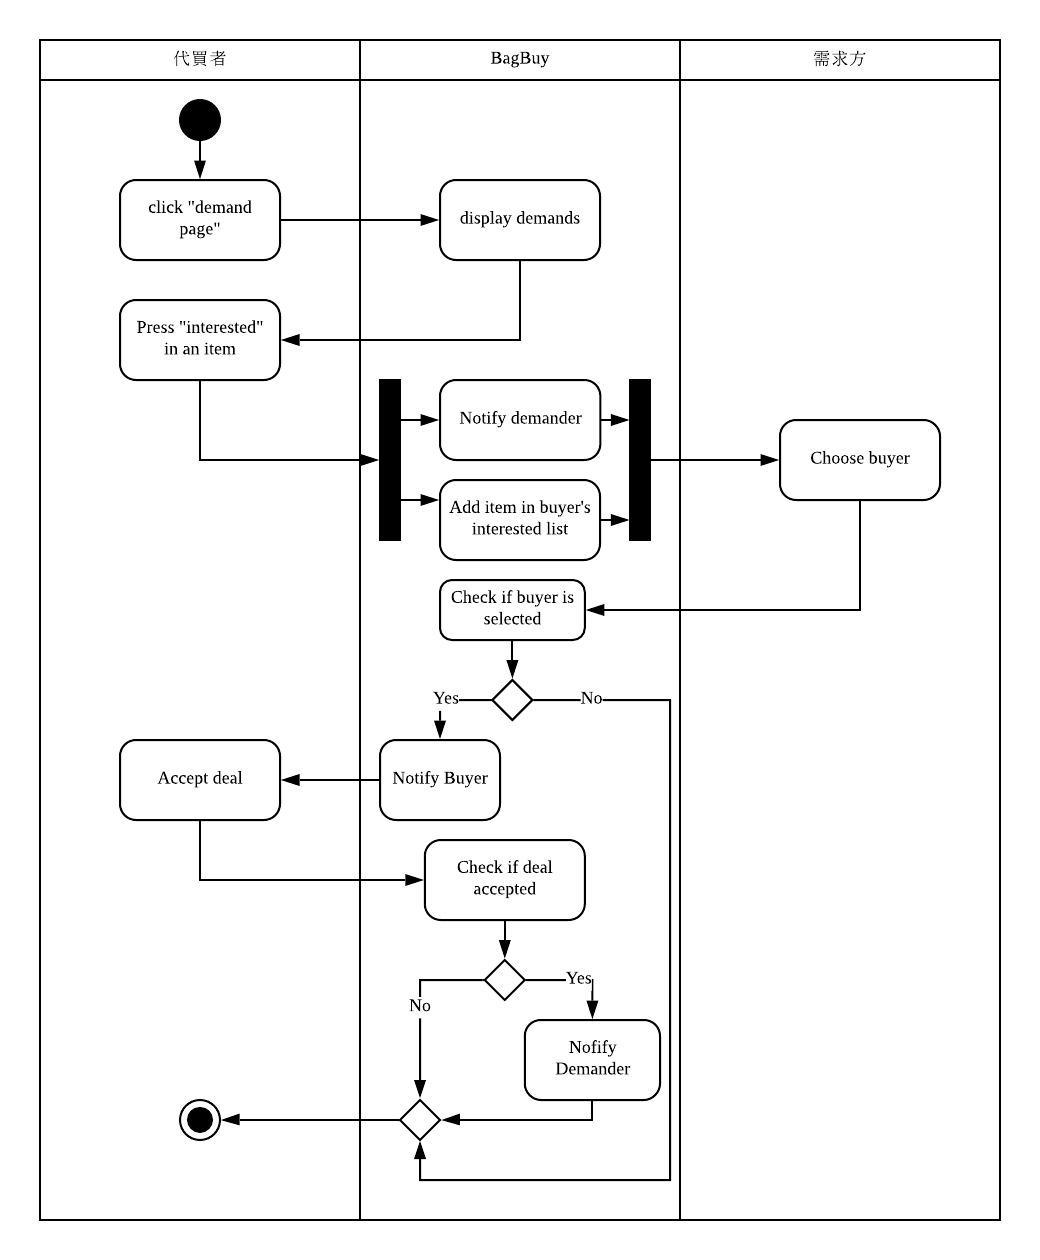 代買者
BagBuy
需求方
click "demand
page"
display demands
Press "interested"
in an item
Notify demander
Choose buyer
Add item in buyer's
interested list
Check if buyer is
selected
Yes
No
Accept deal
Notify Buyer
Check if deal
accepted
Yes
No
Nofify
Demander